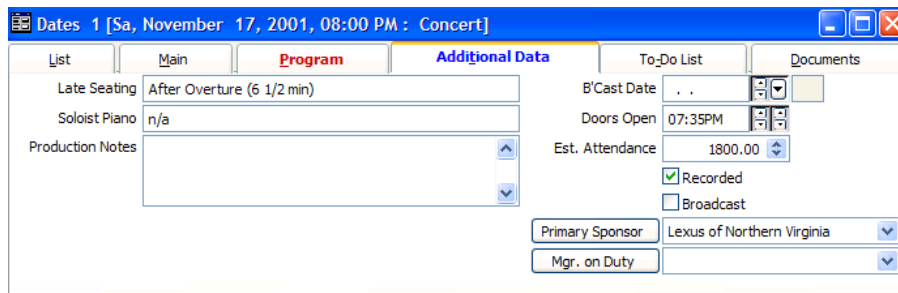 Dates 1 [Sa, November 17, 2001, 08:00 PM : Concert]
List Main Program Additional Data To-Do List Documents
Late Seating After Overture (6 1/2 min) B'Cast Date . .
Soloist Piano n/a Doors Open 07:35PM
Production Notes Est. Attendance 1800.00
Recorded
Broadcast
Primary Sponsor Lexus of Northern Virginia
Mgr. on Duty